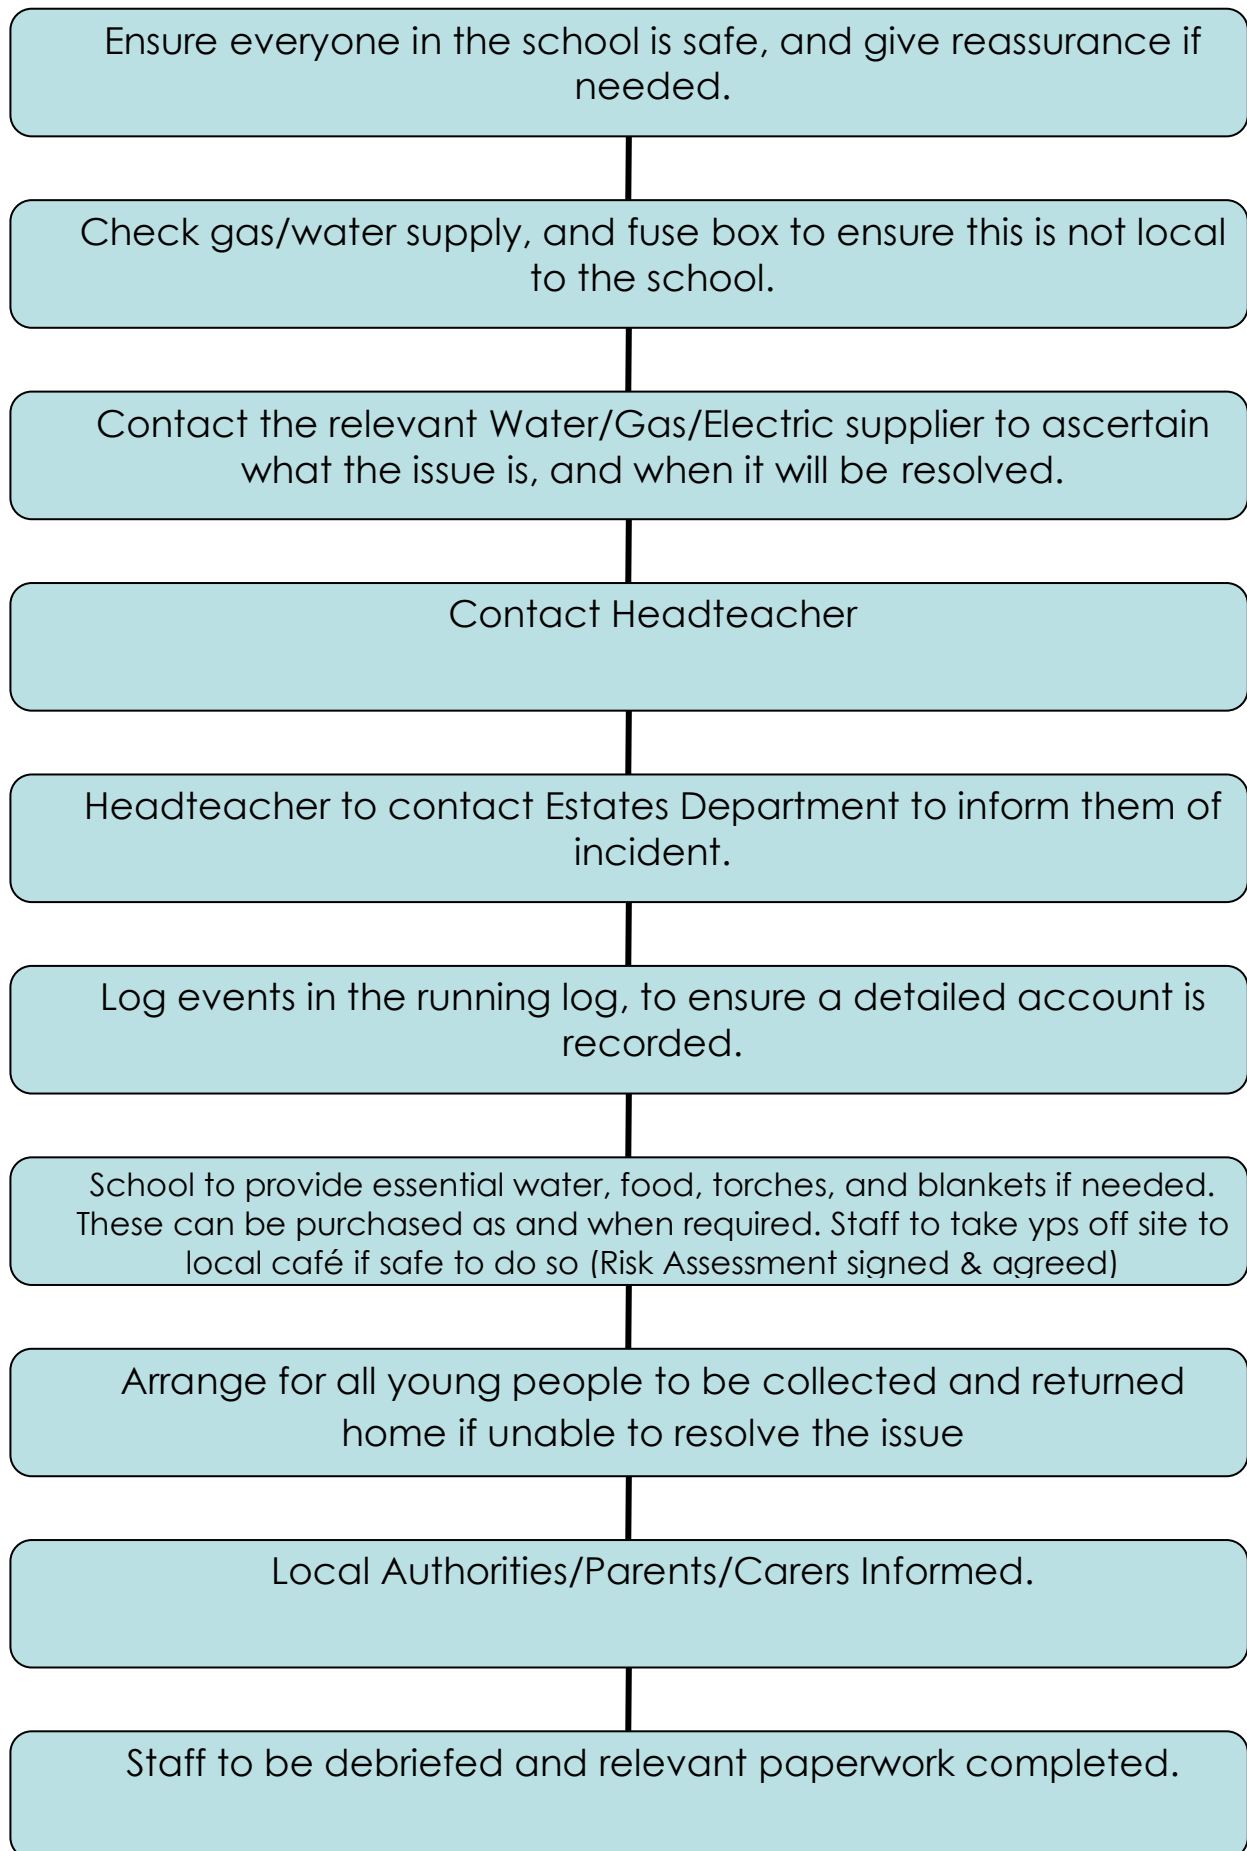 Ensure everyone in the school is safe, and give reassurance if
needed.
Check gas/water supply, and fuse box to ensure this is not local
to the school.
Contact the relevant Water/Gas/Electric supplier to ascertain
what the issue is, and when it will be resolved.
Contact Headteacher
Headteacher to contact Estates Department to inform them of
incident.
Log events in the running log, to ensure a detailed account is
recorded.
School to provide essential water, food, torches, and blankets if needed.
These can be purchased as and when required. Staff to take yps off site to
local café if safe to do so (Risk Assessment signed & agreed)
Arrange for all young people to be collected and returned
home if unable to resolve the issue
Local Authorities/Parents/Carers Informed.
Staff to be debriefed and relevant paperwork completed.